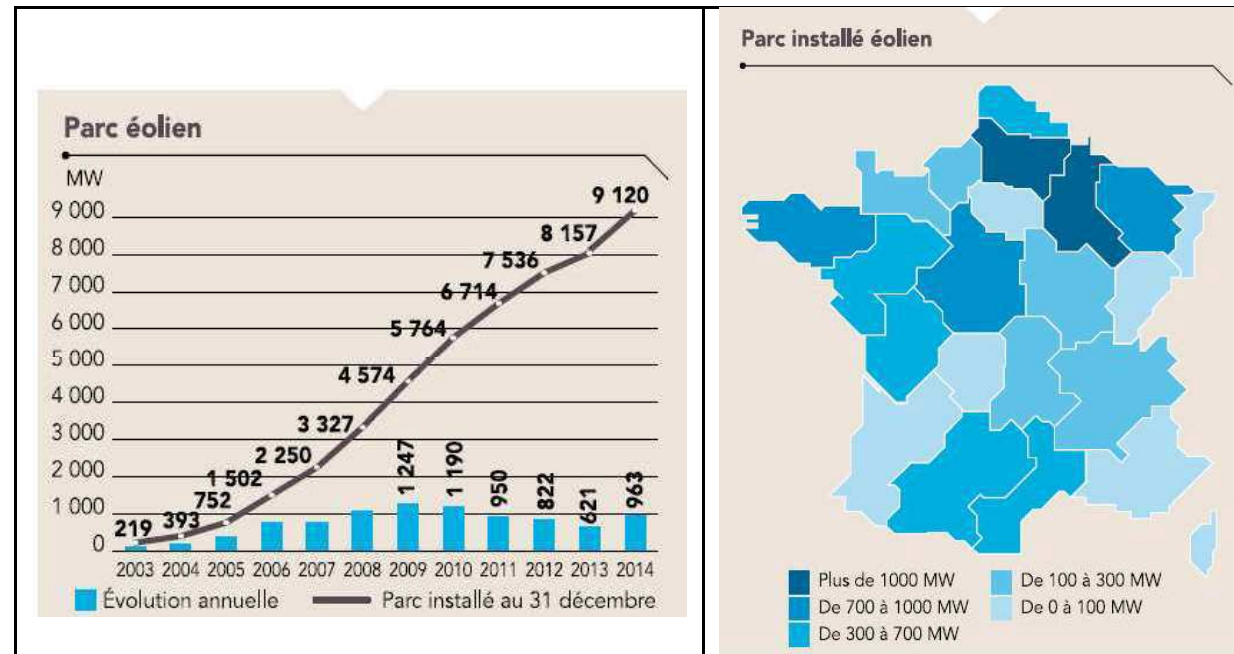 Parc éolien
MW
9 000
8 000
7 000
6 000
5 000
4 000
3 000
2 000
1 000
0
219
393
752
1 502
2 250
3 327
4 574
5 764
6 714
7 536
8 157
9 120
1 247
1 190
950
822
621
963
2003 2004 2005 2006 2007 2008 2009 2010 2011 2012 2013 2014
Évolution annuelle Parc installé au 31 décembre
Parc installé éolien
Plus de 1000 MW
De 700 à 1000 MW
De 300 à 700 MW
De 100 à 300 MW
De 0 à 100 MW